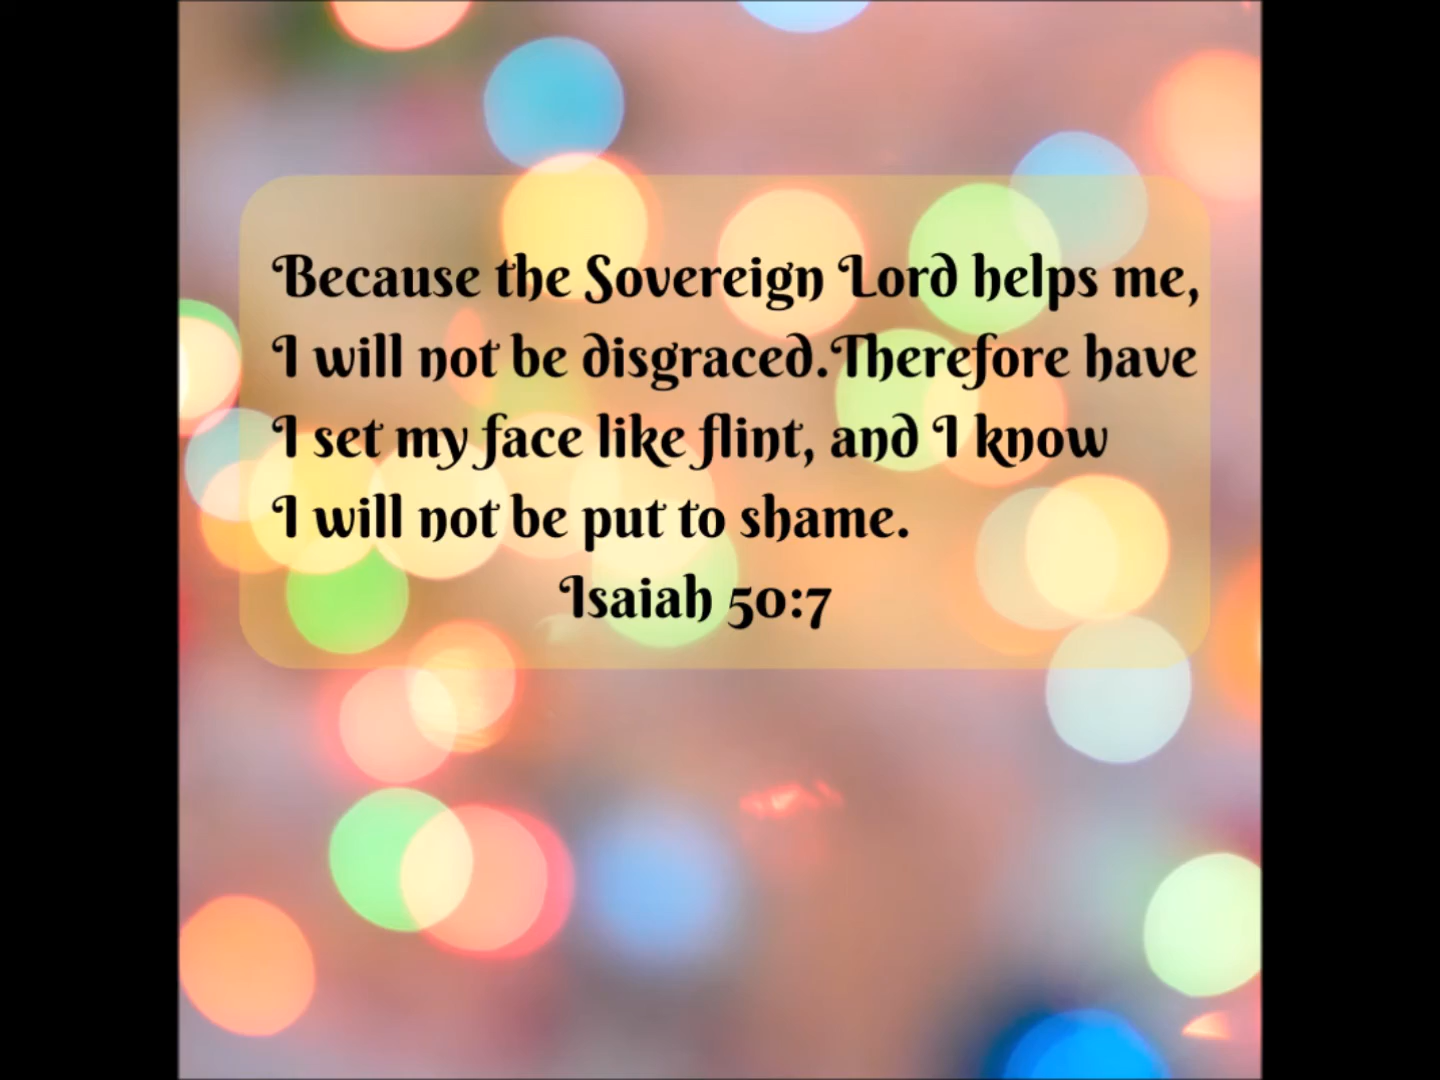 Because the Sovereign Lord helps me,
I will not be disgraced.Therefore have
I set my face like flint, and I know
I will not be put to shame.
Isaiah 50:7